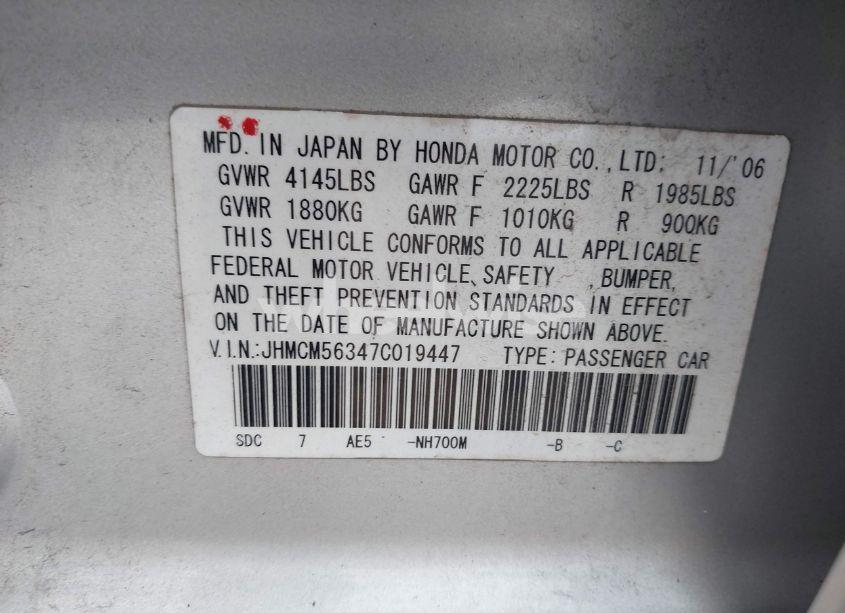 MFD. IN JAPAN BY HONDA MOTOR CO., LTD: 11/'06
GVWR 4145LBS GAWR F 2225LBS R 1985LBS
GVWR 1880KG GAWR F 1010KG R 900KG
THIS VEHICLE CONFORMS TO ALL APPLICABLE
FEDERAL MOTOR VEHICLE, SAFETY , BUMPER,
AND THEFT PREVENTION STANDARDS IN EFFECT
ON THE DATE OF MANUFACTURE SHOWN ABOVE.
V.I.N.:JHMCM56347C019447 TYPE: PASSENGER CAR
SDC 7 AE5 -NH700M -B -C